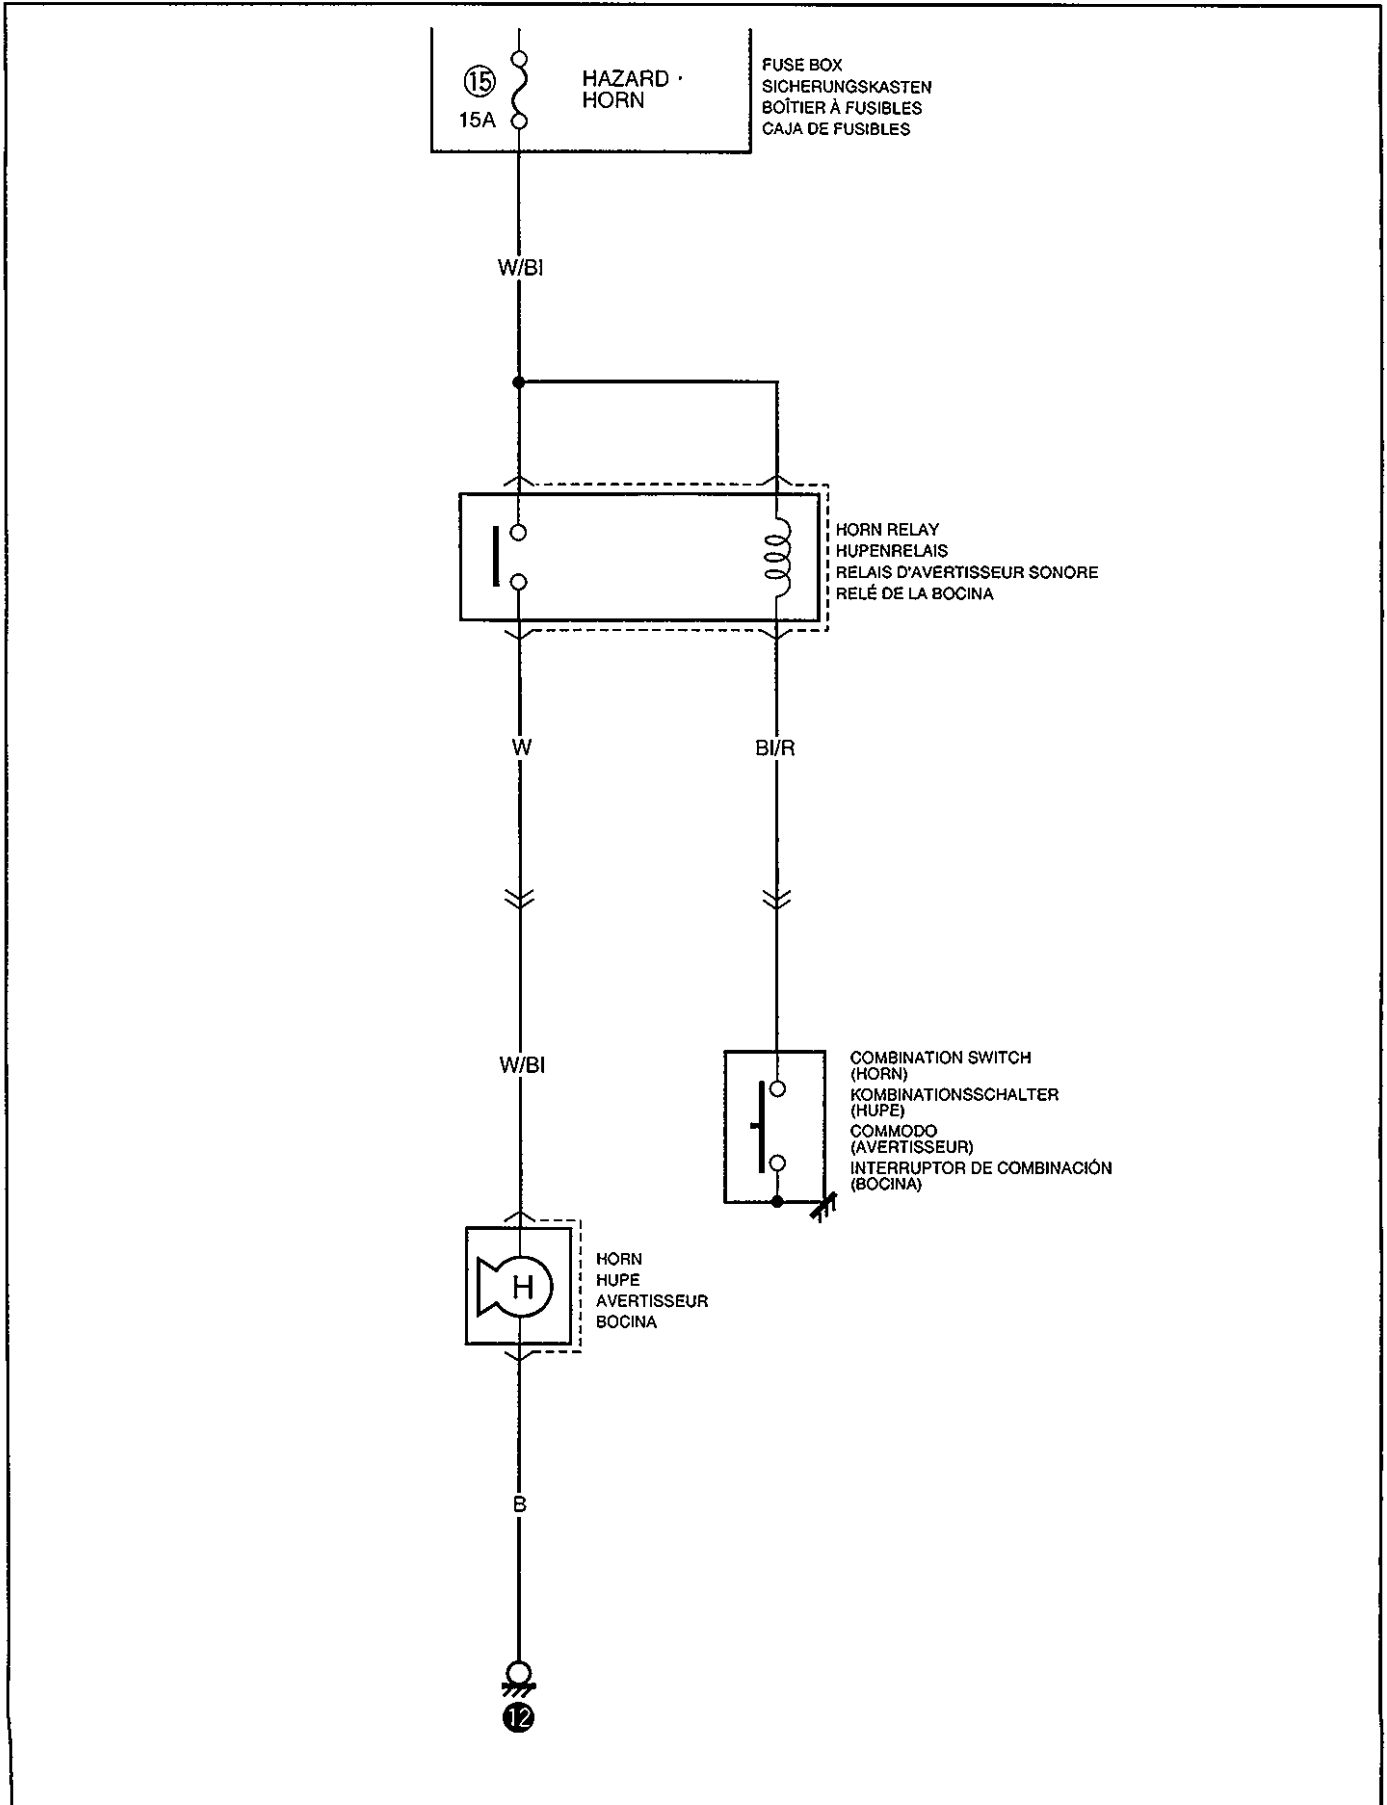 15
15A
HAZARD ·
HORN
FUSE BOX
SICHERUNGSKASTEN
BOÎTIER À FUSIBLES
CAJA DE FUSIBLES
W/Bl
HORN RELAY
HUPENRELAIS
RELAIS D'AVERTISSEUR SONORE
RELÉ DE LA BOCINA
W
Bl/R
W/Bl
COMBINATION SWITCH
(HORN)
KOMBINATIONSSCHALTER
(HUPE)
COMMODO
(AVERTISSEUR)
INTERRUPTOR DE COMBINACIÓN
(BOCINA)
H
HORN
HUPE
AVERTISSEUR
BOCINA
B
12